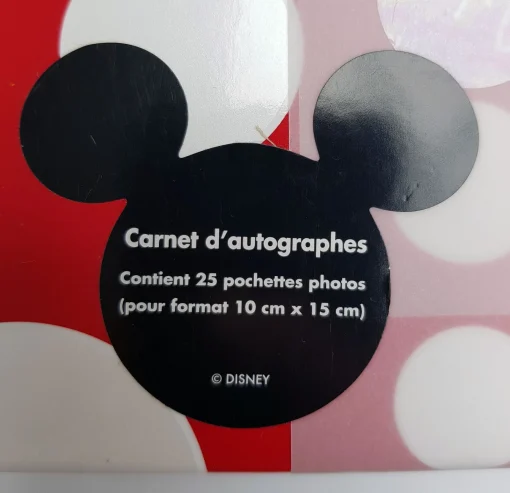 Carnet d'autographes
Contient 25 pochettes photos
(pour format 10 cm x 15 cm)
© DISNEY